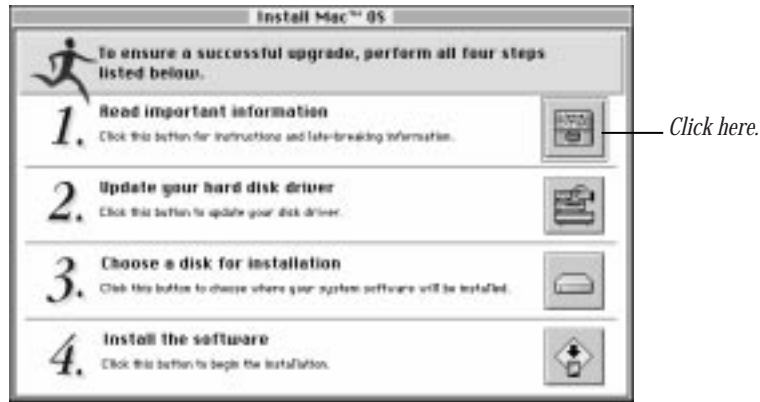 Install Mac™ OS
To ensure a successful upgrade, perform all four steps
listed below.
1. Read important information
Click this button for instructions and late-breaking information.
Click here.
2. Update your hard disk driver
Click this button to update your disk driver.
3. Choose a disk for installation
Click this button to choose where your system software will be installed.
4. Install the software
Click this button to begin the installation.